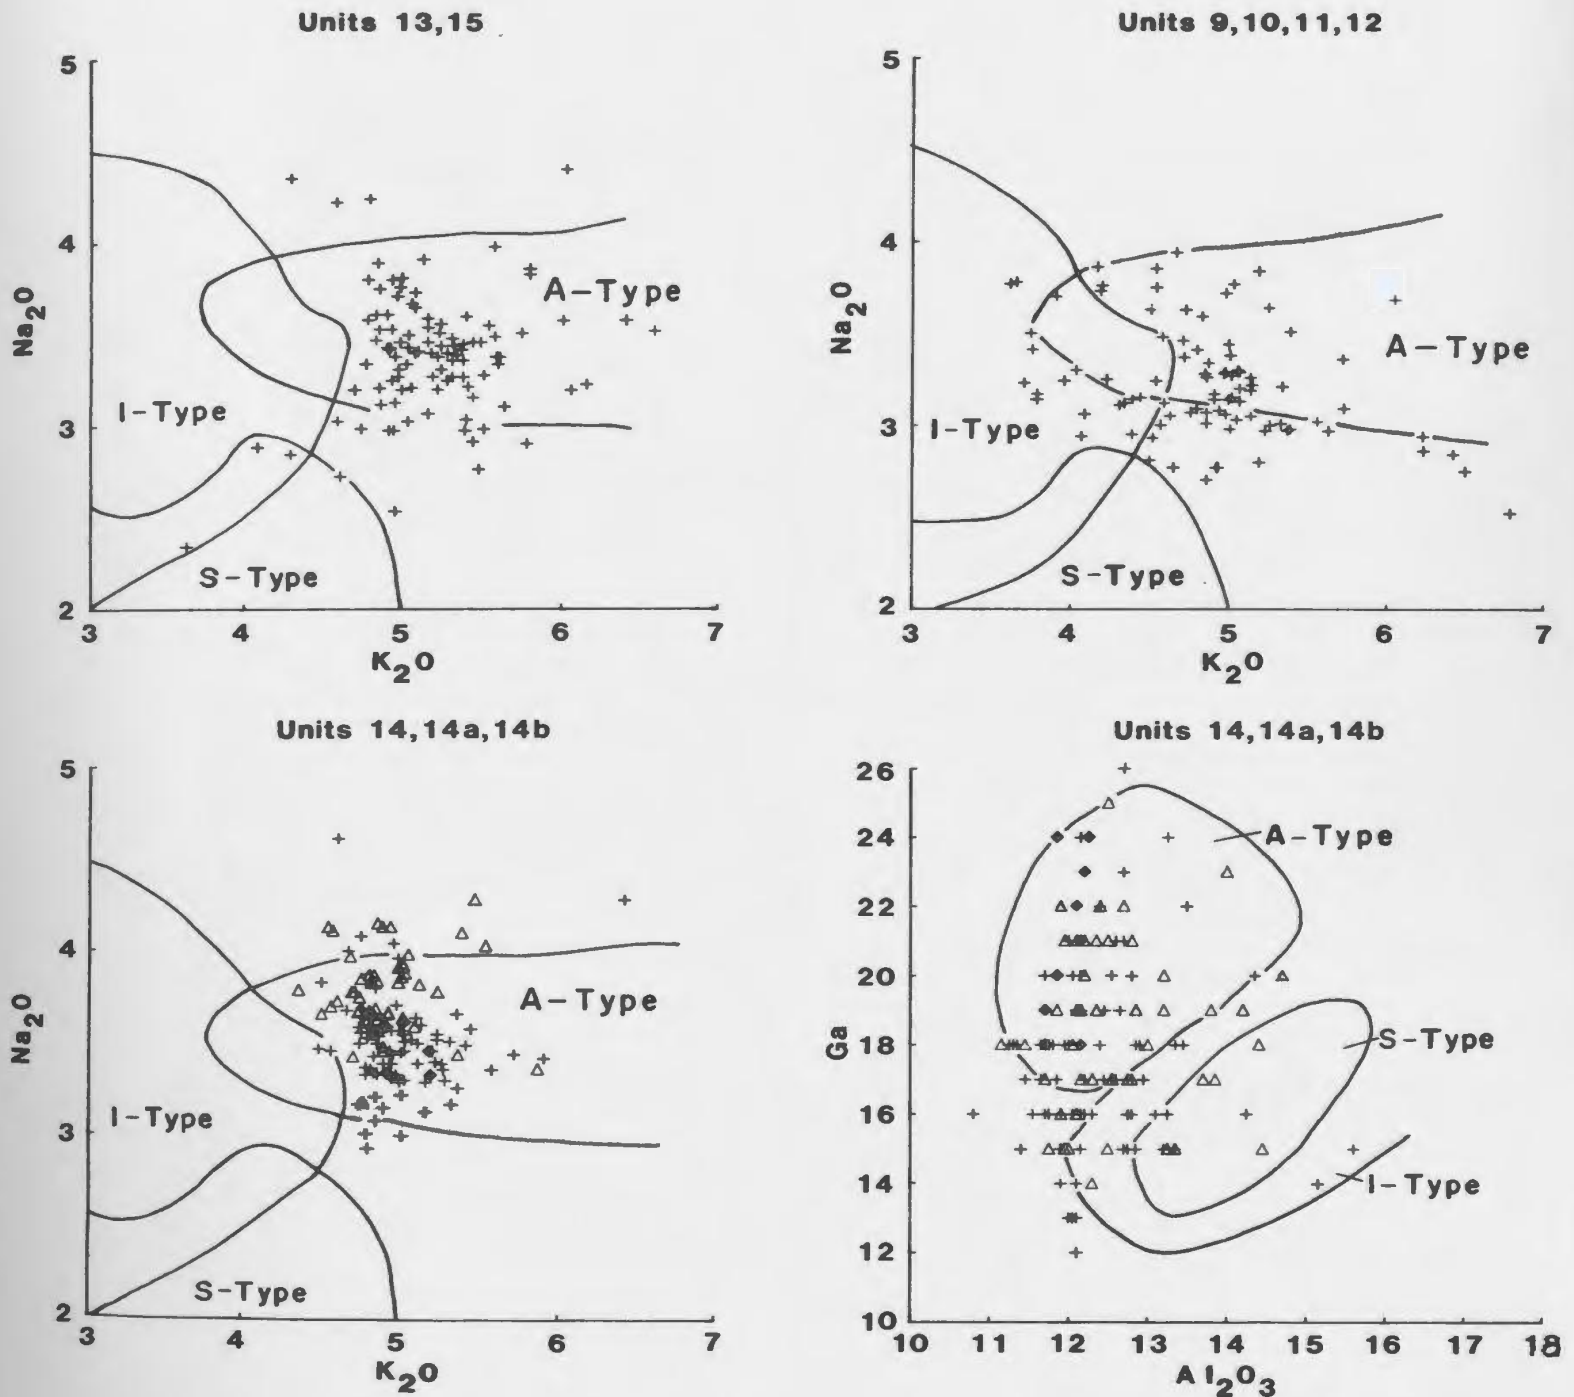 Units 13,15
5
4
3
2
Na2O
I-Type
A-Type
S-Type
3 4 5 6 7
K2O
Units 9,10,11,12
5
4
3
2
Na2O
I-Type
A-Type
S-Type
3 4 5 6 7
K2O
Units 14,14a,14b
5
4
3
2
Na2O
A-Type
I-Type
S-Type
3 4 5 6 7
K2O
Units 14,14a,14b
26
24
22
20
18
16
14
12
10
Ga
A-Type
S-Type
I-Type
10 11 12 13 14 15 16 17 18
Al2O3